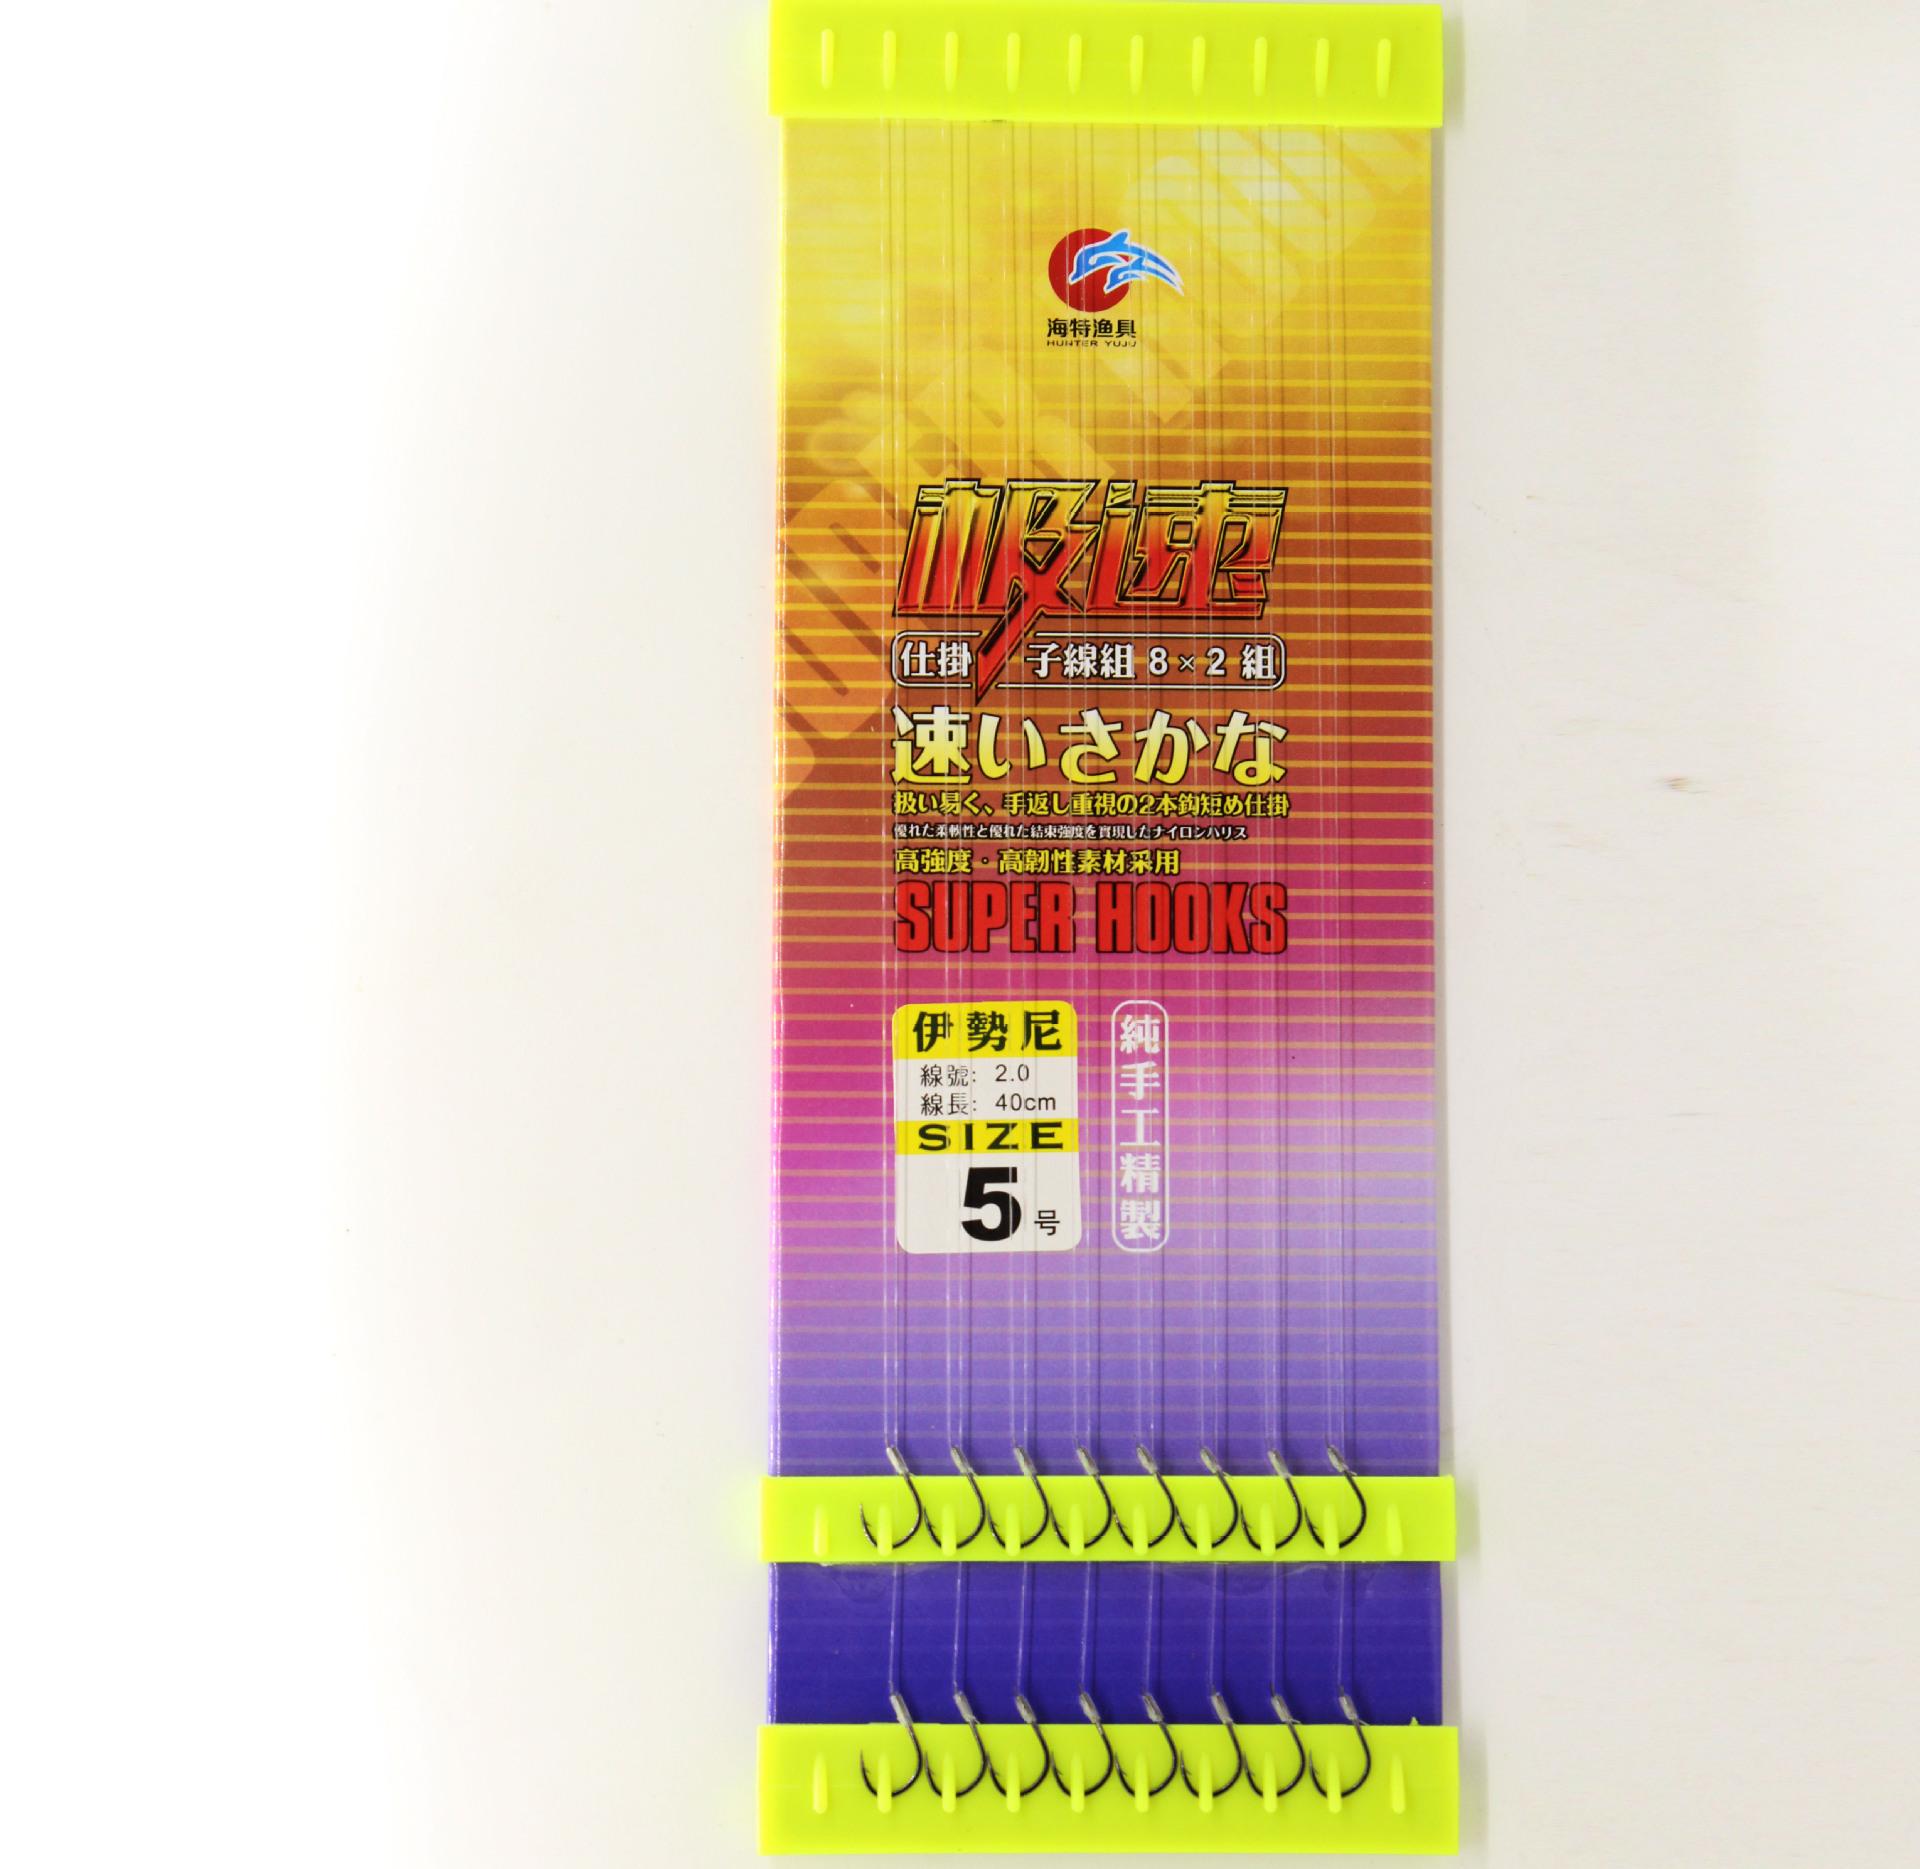 海特渔具
HUNTER YUJU
极速
仕掛 子線組 8×2 組
速いさかな
扱い易く、手返し重視の2本鈎短め仕掛
優れた柔軟性と優れた結束強度を實現したナイロンハリス
高強度・高韌性素材采用
SUPER HOOKS
伊勢尼
線號: 2.0
線長: 40cm
SIZE
5号
純手工精製